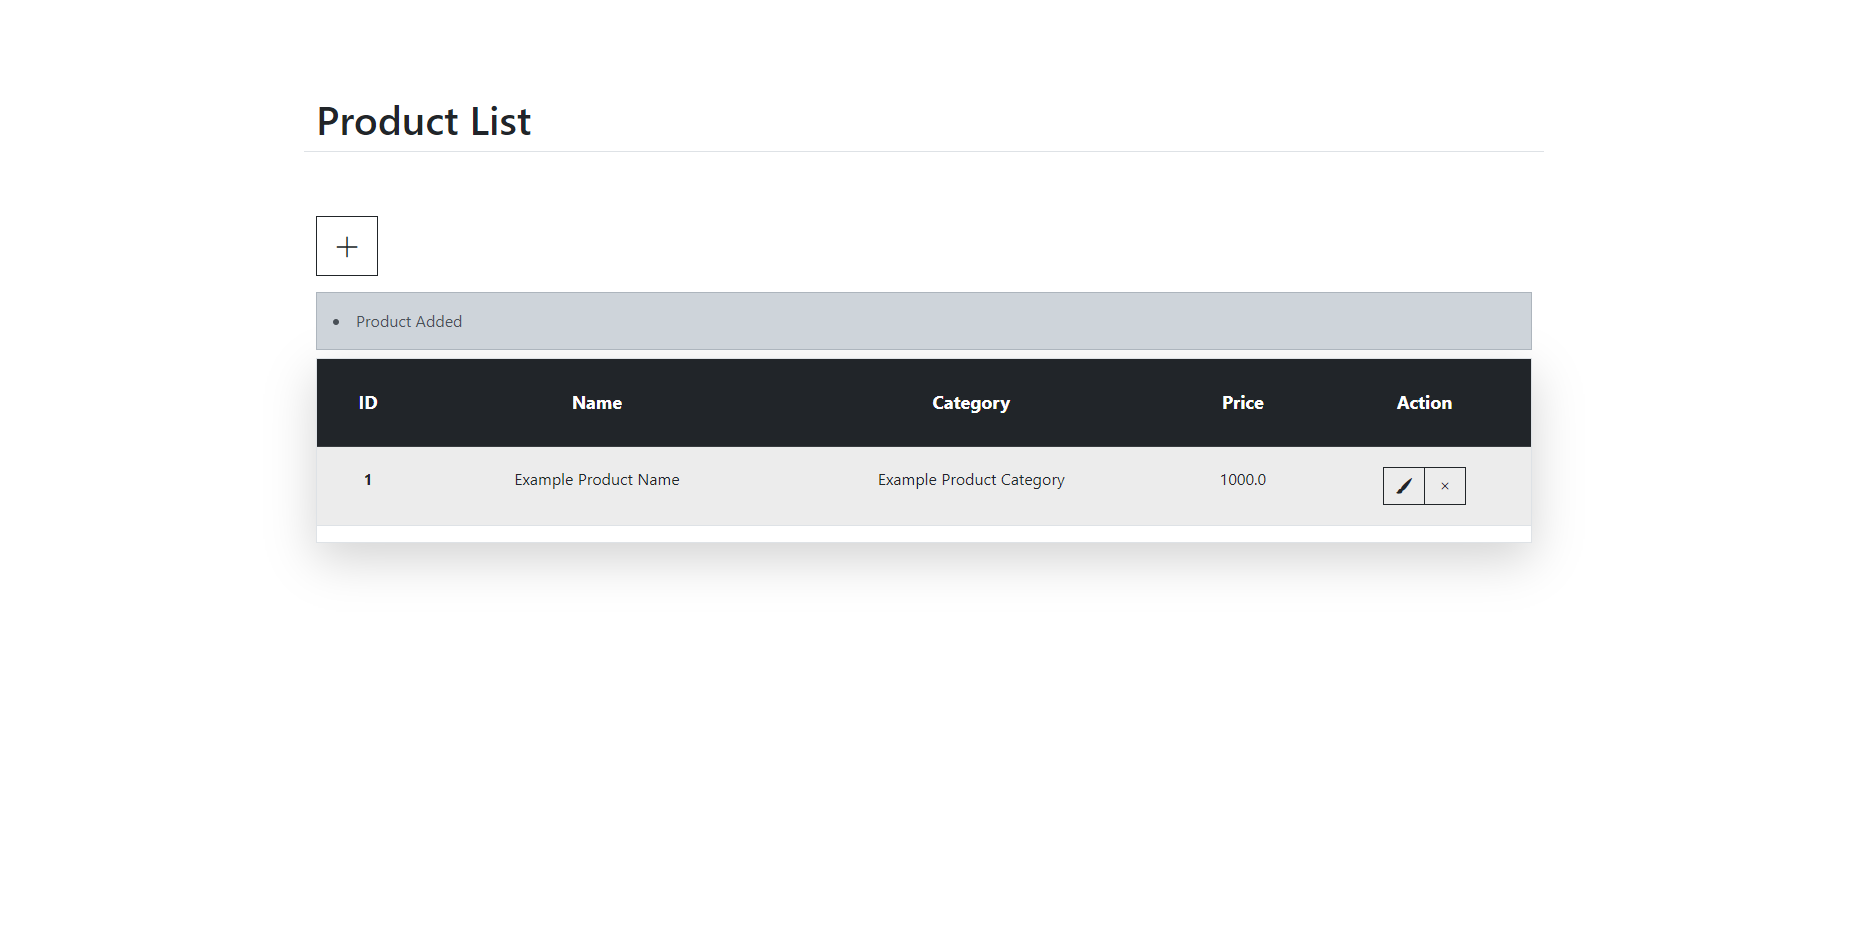 Product List
Product Added
ID Name Category Price Action
1 Example Product Name Example Product Category 1000.0